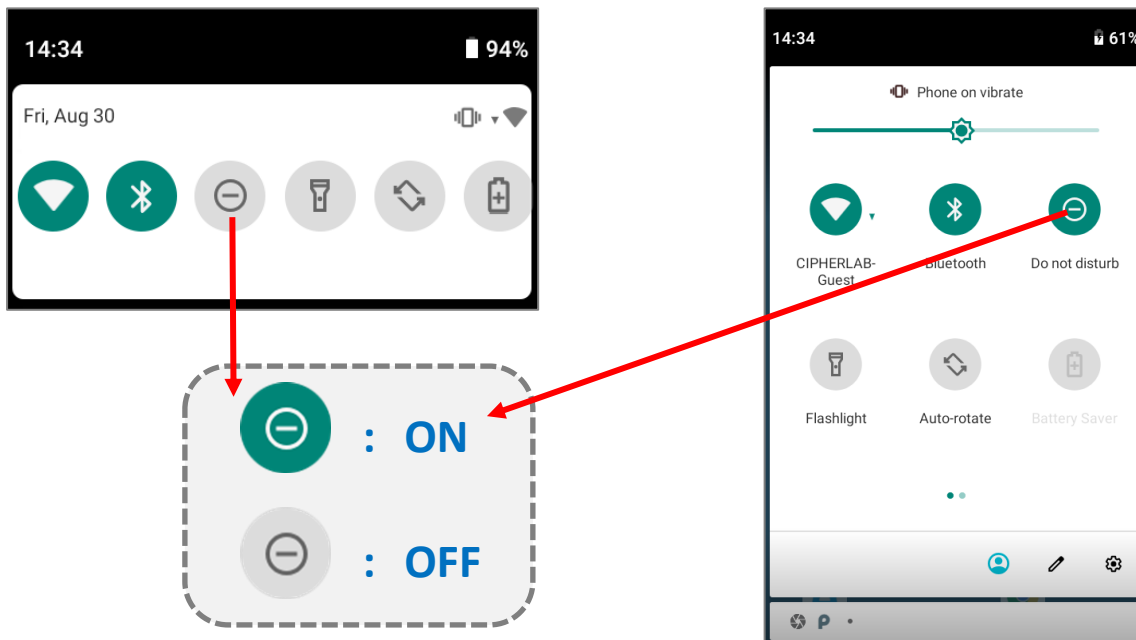 14:34
94%
Fri, Aug 30
: ON
: OFF
14:34
61%
Phone on vibrate
CIPHERLAB-
Guest
Bluetooth
Do not disturb
Flashlight
Auto-rotate
Battery Saver